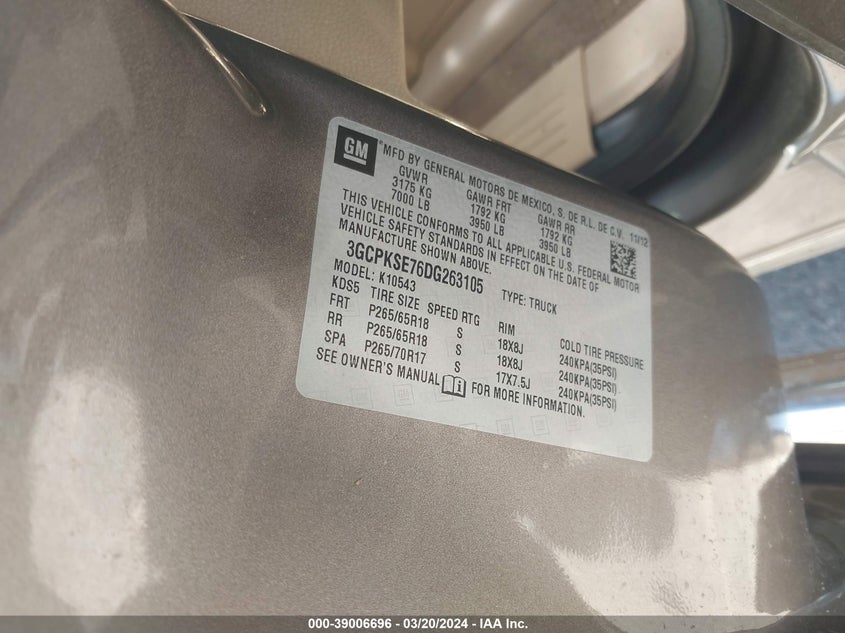 GM
MFD BY GENERAL MOTORS DE MEXICO, S. DE R.L. DE C.V. 11/12
GVWR GAWR FRT GAWR RR
3175 KG 1792 KG 1792 KG
7000 LB 3950 LB 3950 LB
THIS VEHICLE CONFORMS TO ALL APPLICABLE U.S. FEDERAL MOTOR
VEHICLE SAFETY STANDARDS IN EFFECT ON THE DATE OF
MANUFACTURE SHOWN ABOVE.
3GCPKSE76DG263105
MODEL: K10543 TYPE: TRUCK
KDS5 TIRE SIZE SPEED RTG RIM COLD TIRE PRESSURE
FRT P265/65R18 S 18X8J 240KPA(35PSI)
RR P265/65R18 S 18X8J 240KPA(35PSI)
SPA P265/70R17 S 17X7.5J 240KPA(35PSI)
SEE OWNER'S MANUAL i FOR MORE INFORMATION.
000-39006696 - 03/20/2024 - IAA Inc.